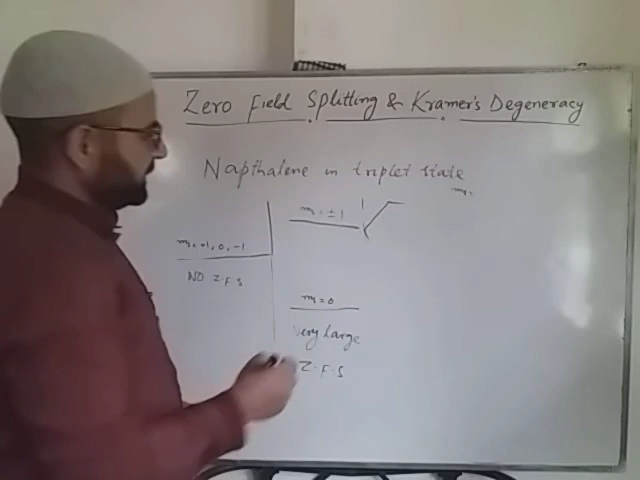 Zero Field Splitting & Kramer's Degeneracy
Napthalene in triplet state
ms
ms = ±1
ms = +1, 0, -1
NO Z.F.S
ms = 0
Very Large
Z.F.S